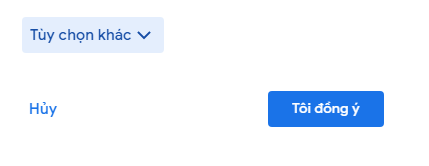 Tùy chọn khác
Hủy
Tôi đồng ý